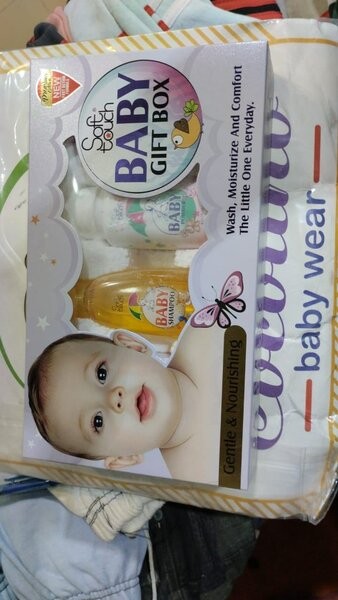 Soft
touch
BABY
GIFT BOX
Wash, Moisturize And Comfort
The Little One Everyday.
NEW
BABY
BABY
SHAMPOO
Gentle & Nourishing
baby wear